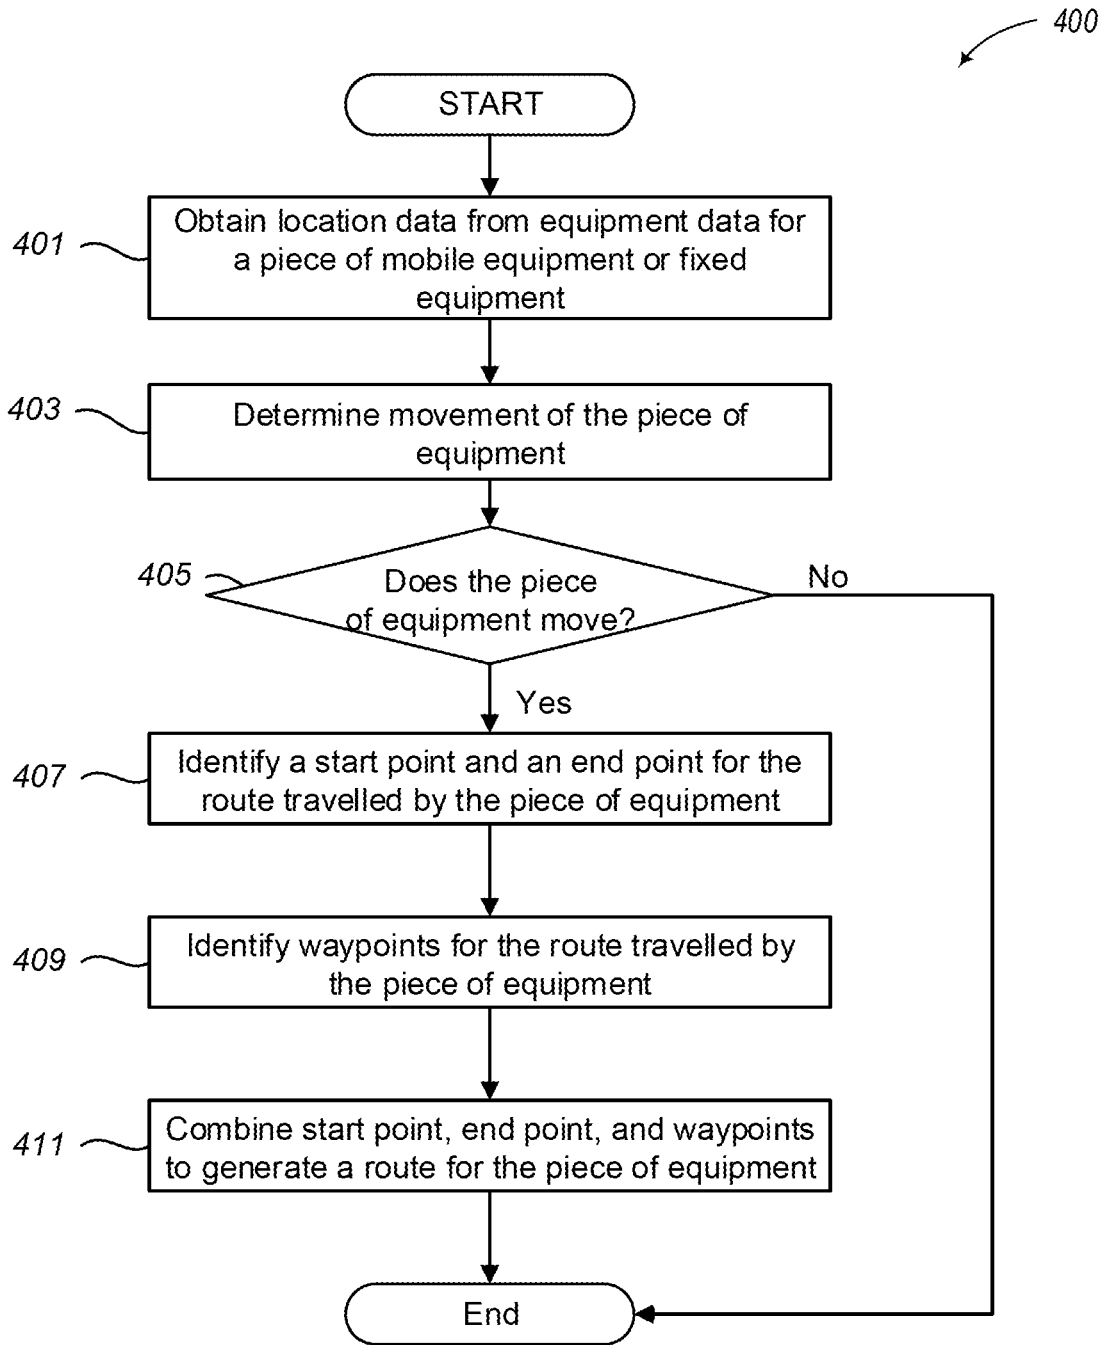 400
START
401
Obtain location data from equipment data for
a piece of mobile equipment or fixed
equipment
403
Determine movement of the piece of
equipment
405
Does the piece
of equipment move?
No
Yes
407
Identify a start point and an end point for the
route travelled by the piece of equipment
409
Identify waypoints for the route travelled by
the piece of equipment
411
Combine start point, end point, and waypoints
to generate a route for the piece of equipment
End